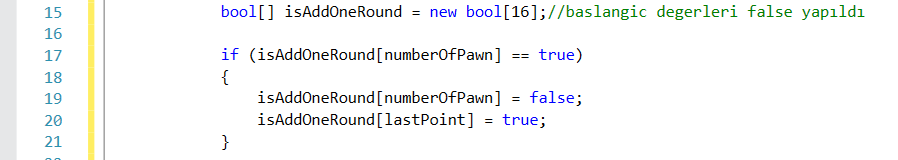 15 bool[] isAddOneRound = new bool[16];//baslangic degerleri false yapıldı
16
17 if (isAddOneRound[numberOfPawn] == true)
18 {
19 isAddOneRound[numberOfPawn] = false;
20 isAddOneRound[lastPoint] = true;
21 }